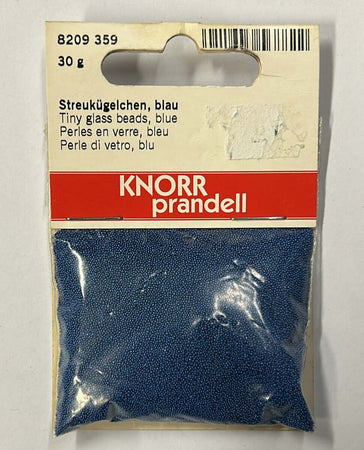 8209 359
30 g
Streukügelchen, blau
Tiny glass beads, blue
Perles en verre, bleu
Perle di vetro, blu
KNORR
prandell